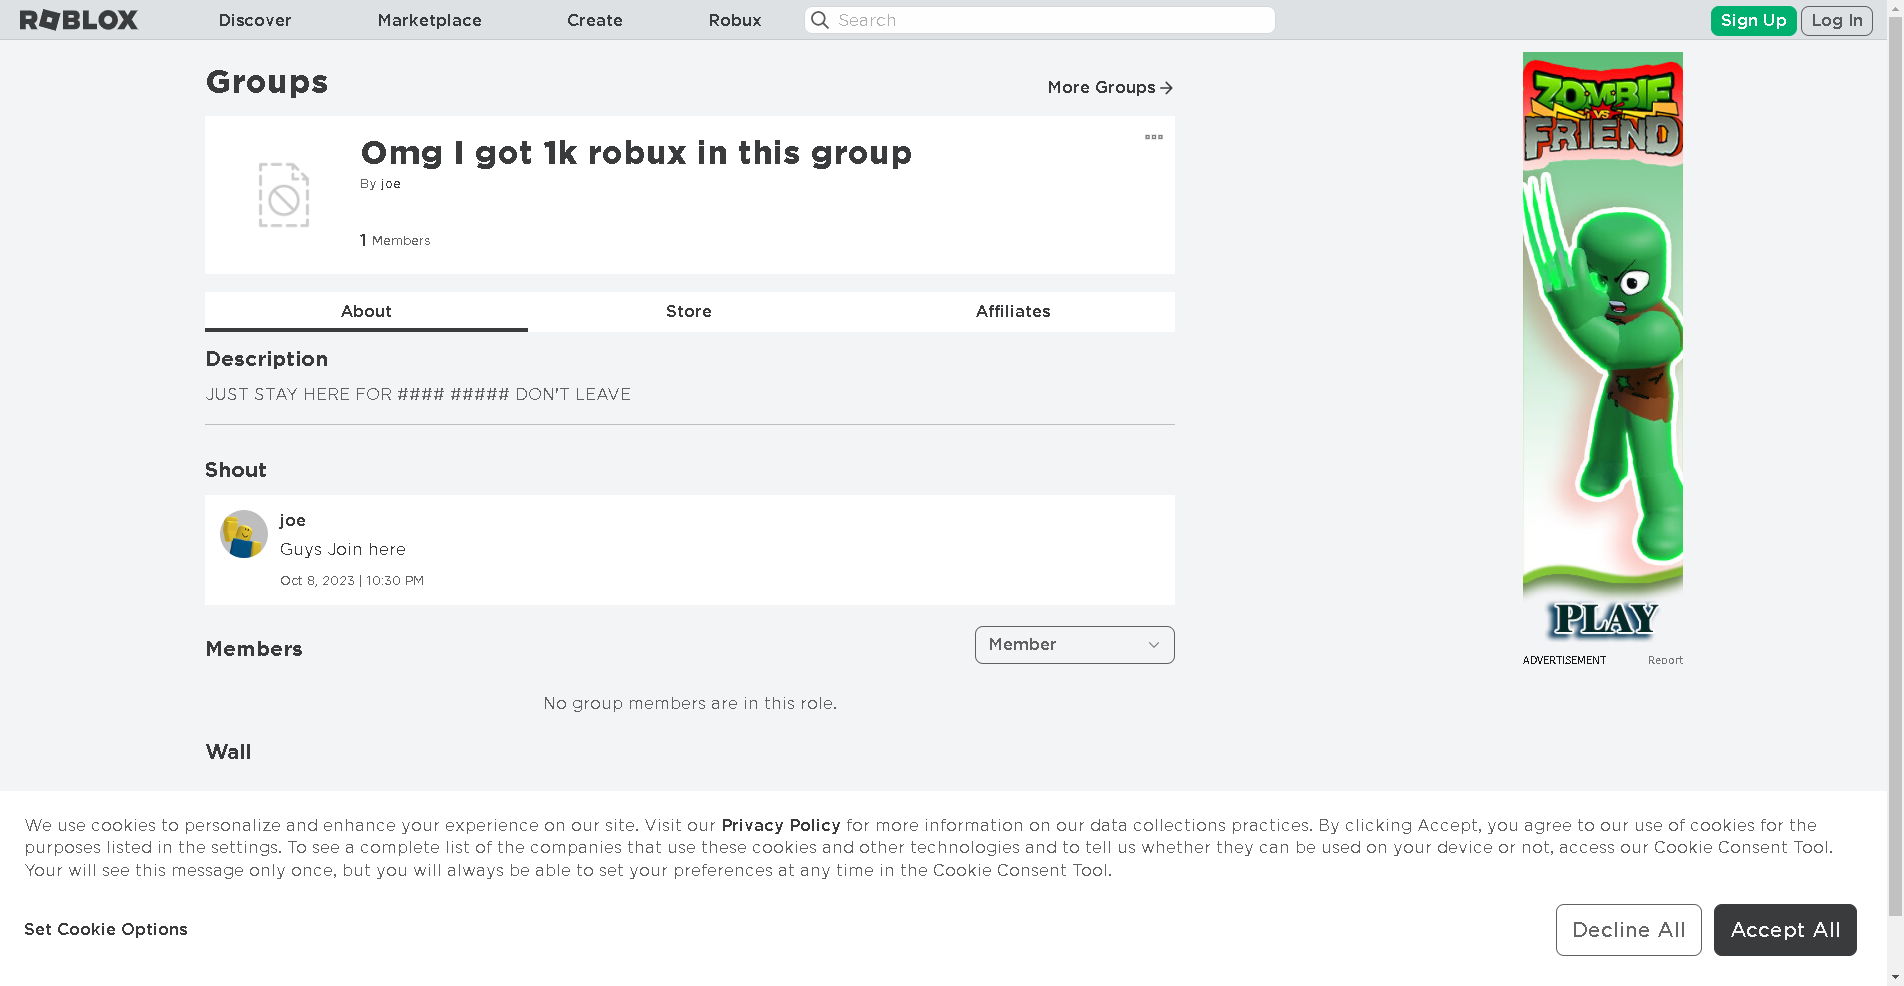 ROBLOX Discover Marketplace Create Robux Search Sign Up Log In
Groups
More Groups
Omg I got 1k robux in this group
By joe
1 Members
About Store Affiliates
Description
JUST STAY HERE FOR #### ##### DON'T LEAVE
Shout
joe
Guys Join here
Oct 8, 2023 | 10:30 PM
Members
Member
No group members are in this role.
Wall
ZOMBIE
VS
FRIEND
PLAY
ADVERTISEMENT Report
We use cookies to personalize and enhance your experience on our site. Visit our Privacy Policy for more information on our data collections practices. By clicking Accept, you agree to our use of cookies for the
purposes listed in the settings. To see a complete list of the companies that use these cookies and other technologies and to tell us whether they can be used on your device or not, access our Cookie Consent Tool.
Your will see this message only once, but you will always be able to set your preferences at any time in the Cookie Consent Tool.
Set Cookie Options
Decline All
Accept All